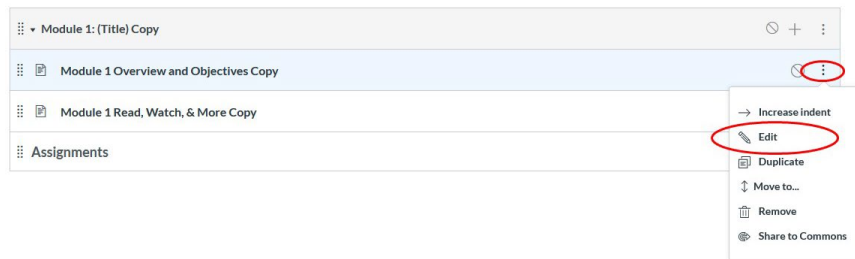 Module 1: (Title) Copy
Module 1 Overview and Objectives Copy
Module 1 Read, Watch, & More Copy
Assignments
Increase indent
Edit
Duplicate
Move to...
Remove
Share to Commons